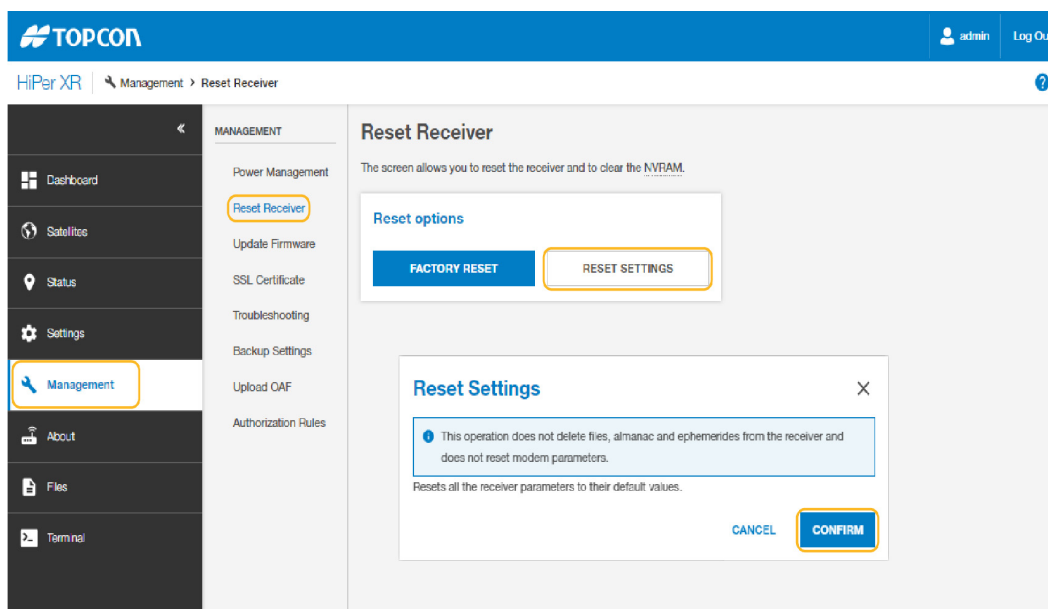 TOPCON
admin
Log Ou
HiPer XR
Management > Reset Receiver
?
«
Dashboard
Satellites
Status
Settings
Management
About
Files
Terminal
MANAGEMENT
Power Management
Reset Receiver
Update Firmware
SSL Certificate
Troubleshooting
Backup Settings
Upload OAF
Authorization Rules
Reset Receiver
The screen allows you to reset the receiver and to clear the NVRAM.
Reset options
FACTORY RESET
RESET SETTINGS
Reset Settings
This operation does not delete files, almanac and ephemerides from the receiver and
does not reset modem parameters.
Resets all the receiver parameters to their default values.
CANCEL
CONFIRM